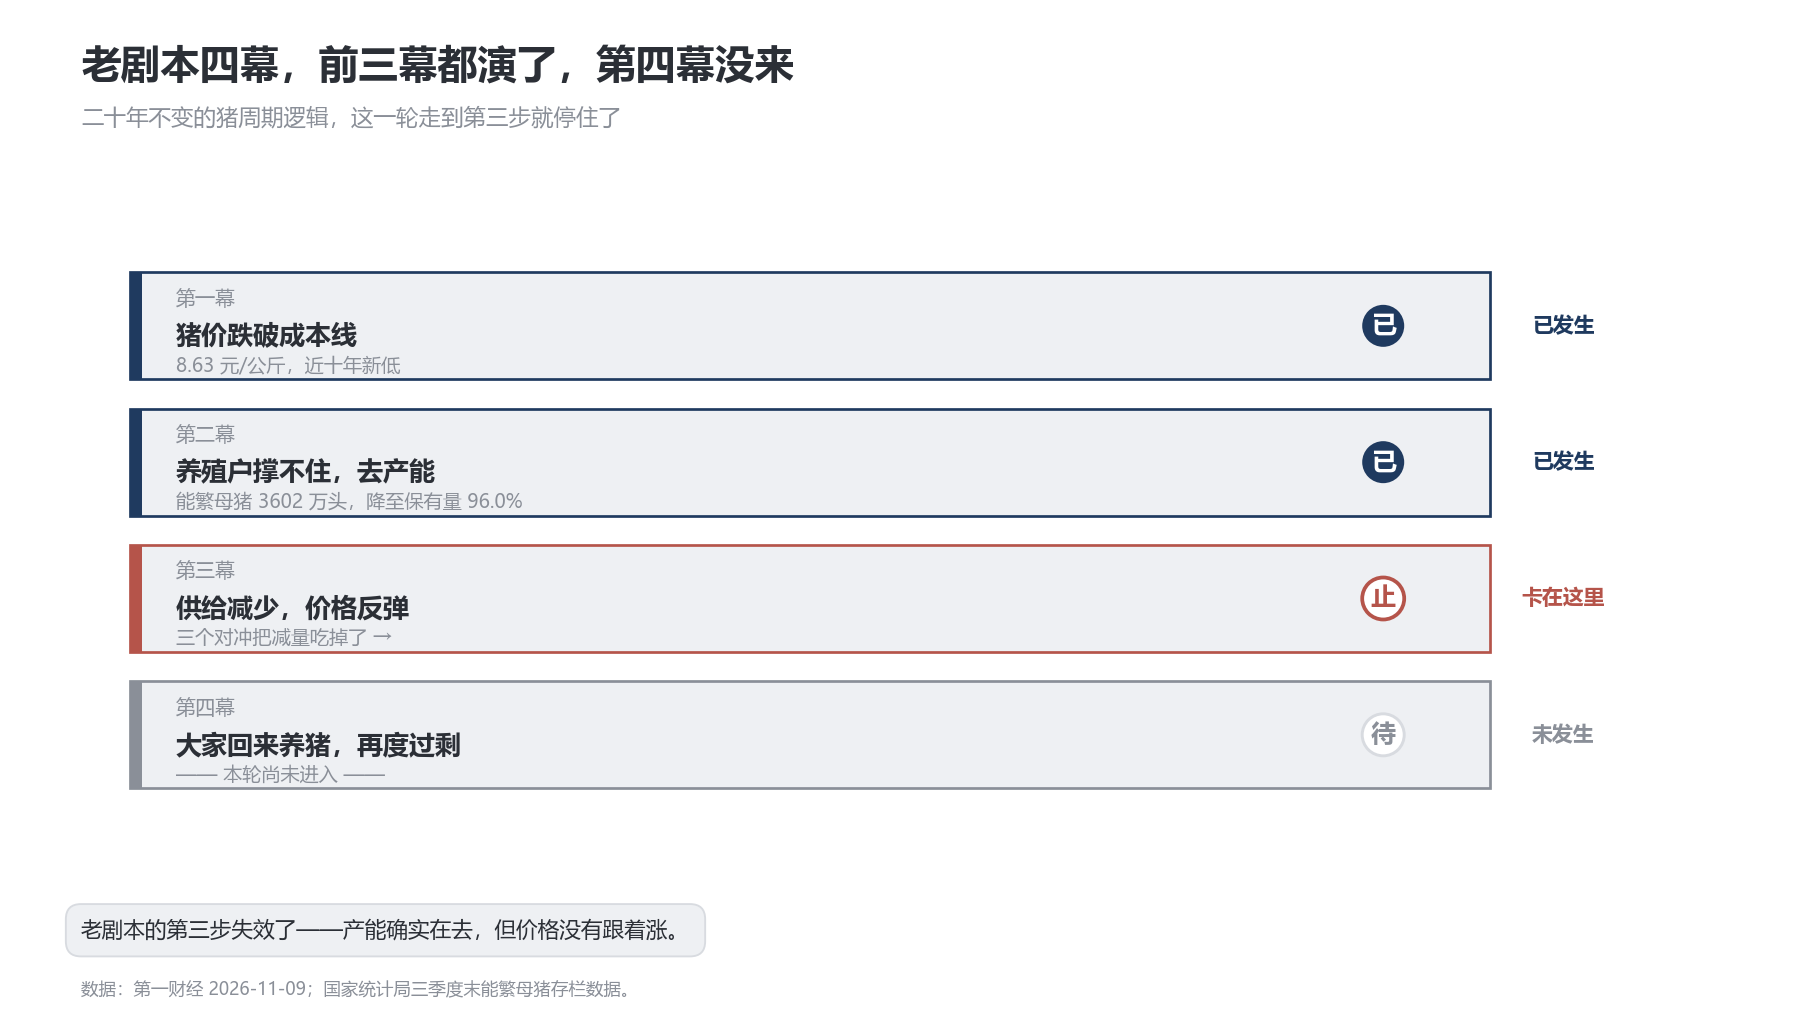 老剧本四幕，前三幕都演了，第四幕没来
二十年不变的猪周期逻辑，这一轮走到第三步就停住了
第一幕
猪价跌破成本线
8.63 元/公斤，近十年新低
已
已发生
第二幕
养殖户撑不住，去产能
能繁母猪 3602 万头，降至保有量 96.0%
已
已发生
第三幕
供给减少，价格反弹
三个对冲把减量吃掉了 →
止
卡在这里
第四幕
大家回来养猪，再度过剩
—— 本轮尚未进入 ——
待
未发生
老剧本的第三步失效了——产能确实在去，但价格没有跟着涨。
数据：第一财经 2026-11-09；国家统计局三季度末能繁母猪存栏数据。